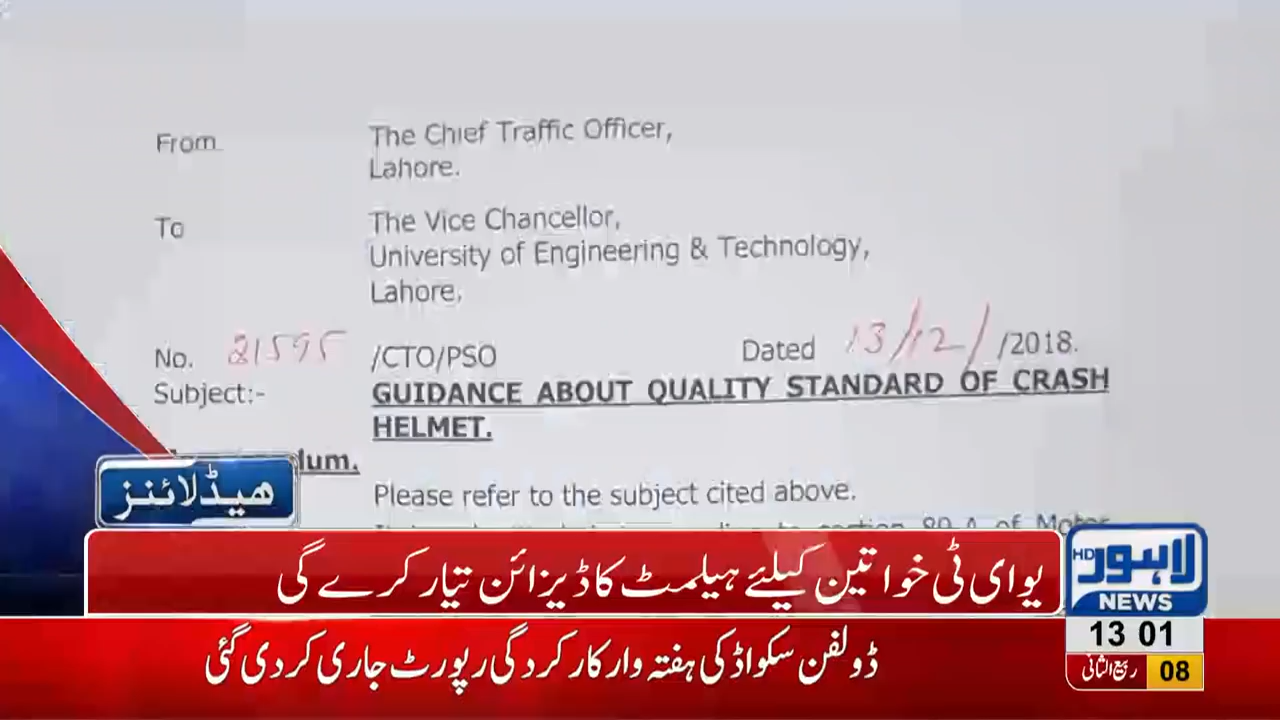 From The Chief Traffic Officer,
Lahore.
To The Vice Chancellor,
University of Engineering & Technology,
Lahore.
No. 21595 /CTO/PSO Dated 13/12/ /2018.
Subject:- GUIDANCE ABOUT QUALITY STANDARD OF CRASH
HELMET.
Please refer to the subject cited above.
ھیڈلائنز
یو ای ٹی خواتین کیلئے ہیلمٹ کا ڈیزائن تیار کرے گی
ڈولفن سکواڈ کی ہفتہ وار کارکردگی رپورٹ جاری کر دی گئی
لاہور HD
NEWS
13 01
08 ربیع الثانی